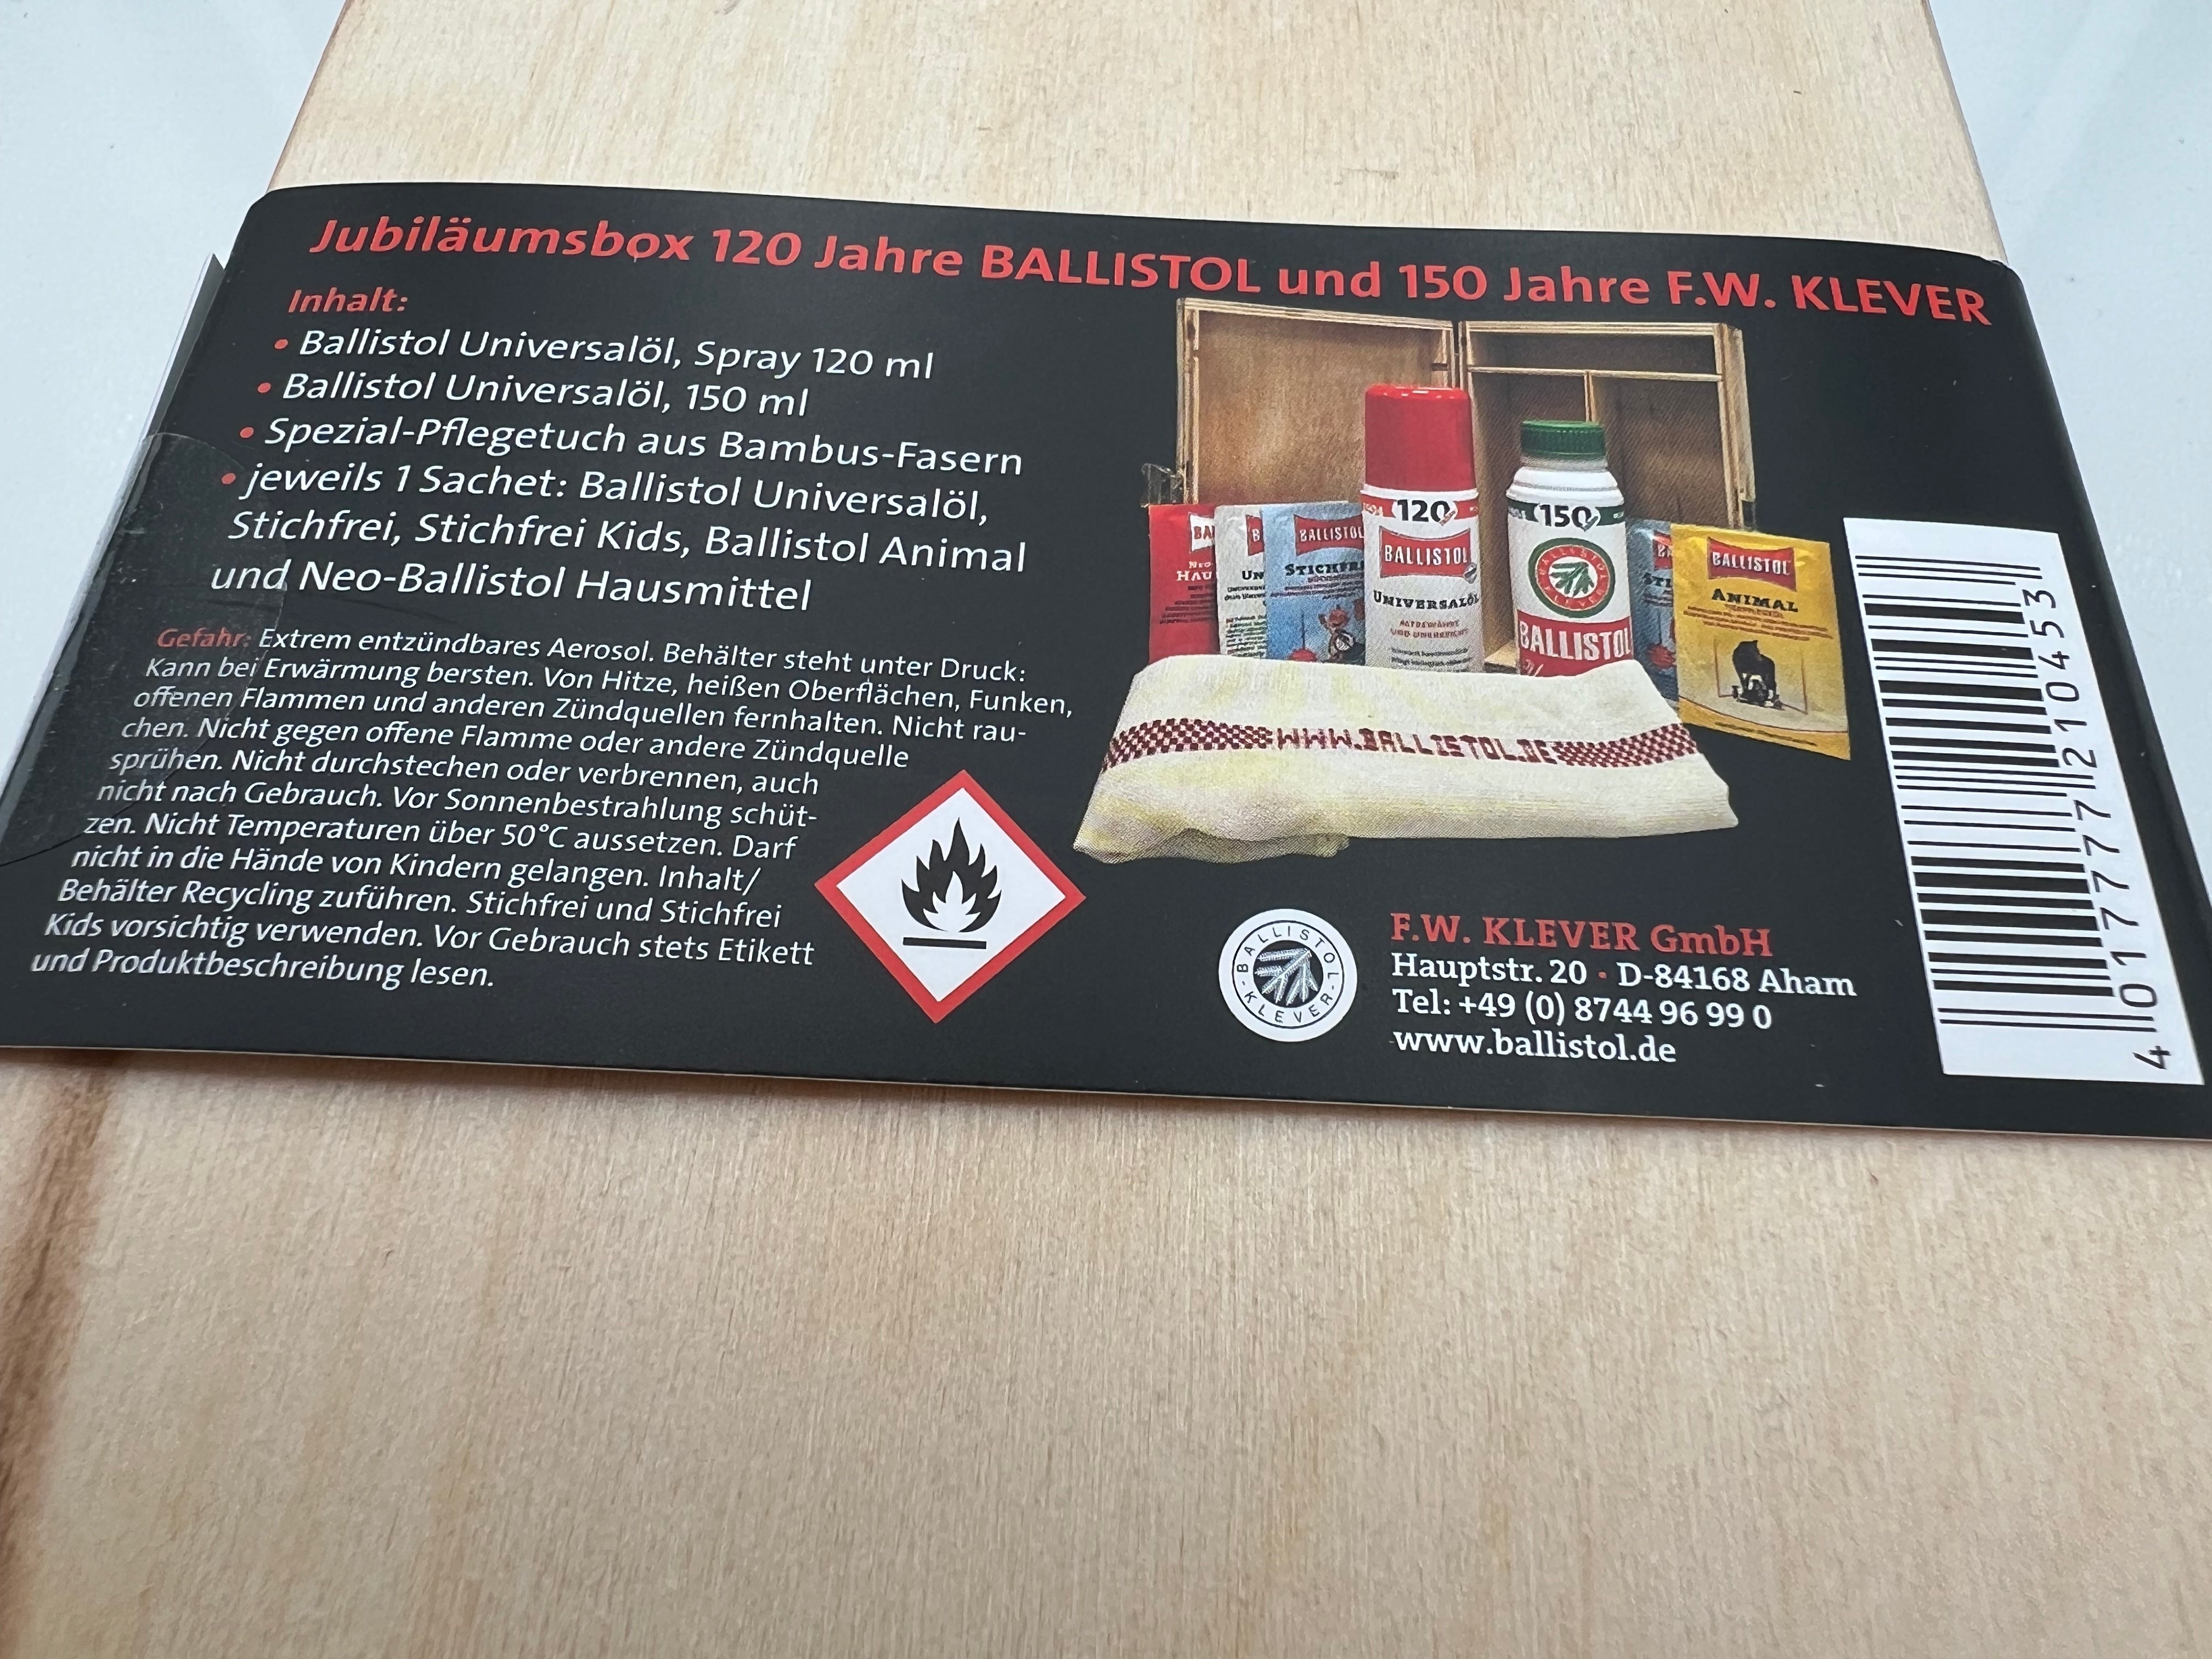 Jubiläumsbox 120 Jahre BALLISTOL und 150 Jahre F.W. KLEVER
Inhalt:
• Ballistol Universalöl, Spray 120 ml
• Ballistol Universalöl, 150 ml
• Spezial-Pflegetuch aus Bambus-Fasern
• jeweils 1 Sachet: Ballistol Universalöl,
Stichfrei, Stichfrei Kids, Ballistol Animal
und Neo-Ballistol Hausmittel
Gefahr: Extrem entzündbares Aerosol. Behälter steht unter Druck:
Kann bei Erwärmung bersten. Von Hitze, heißen Oberflächen, Funken,
offenen Flammen und anderen Zündquellen fernhalten. Nicht rau-
chen. Nicht gegen offene Flamme oder andere Zündquelle
sprühen. Nicht durchstechen oder verbrennen, auch
nicht nach Gebrauch. Vor Sonnenbestrahlung schüt-
zen. Nicht Temperaturen über 50°C aussetzen. Darf
nicht in die Hände von Kindern gelangen. Inhalt/
Behälter Recycling zuführen. Stichfrei und Stichfrei
Kids vorsichtig verwenden. Vor Gebrauch stets Etikett
und Produktbeschreibung lesen.
120
BALLISTOL
UNIVERSALÖL
150
BALLISTOL
BALLISTOL
BALLISTOL
ANIMAL
WWW.BALLISTOL.DE
BALLISTOL
KLEVER
F.W. KLEVER GmbH
Hauptstr. 20 • D-84168 Aham
Tel: +49 (0) 8744 96 99 0
www.ballistol.de
4 017777 210453